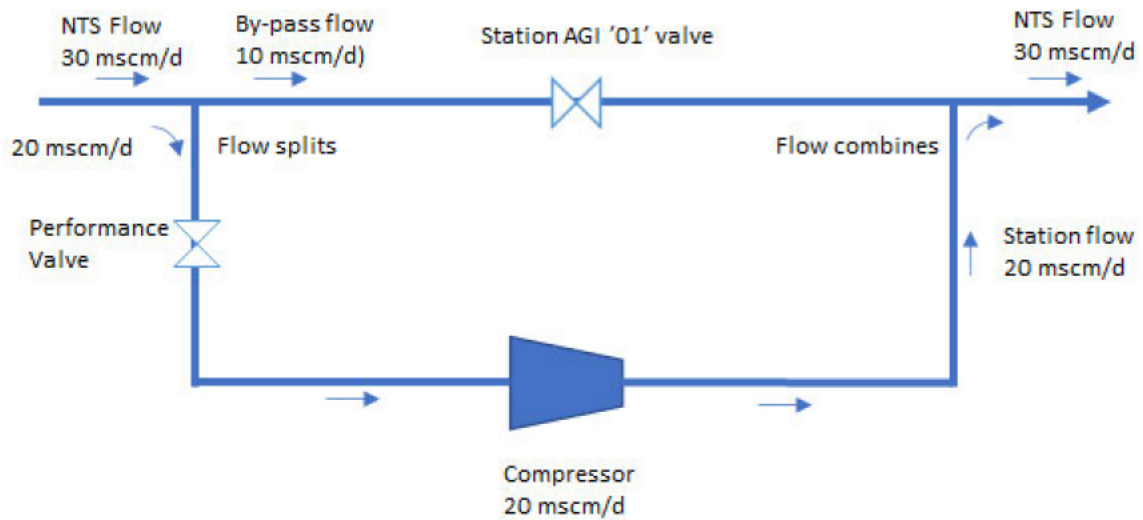 NTS Flow
30 mscm/d
By-pass flow
10 mscm/d)
Station AGI '01' valve
NTS Flow
30 mscm/d
20 mscm/d
Flow splits
Flow combines
Performance
Valve
Station flow
20 mscm/d
Compressor
20 mscm/d